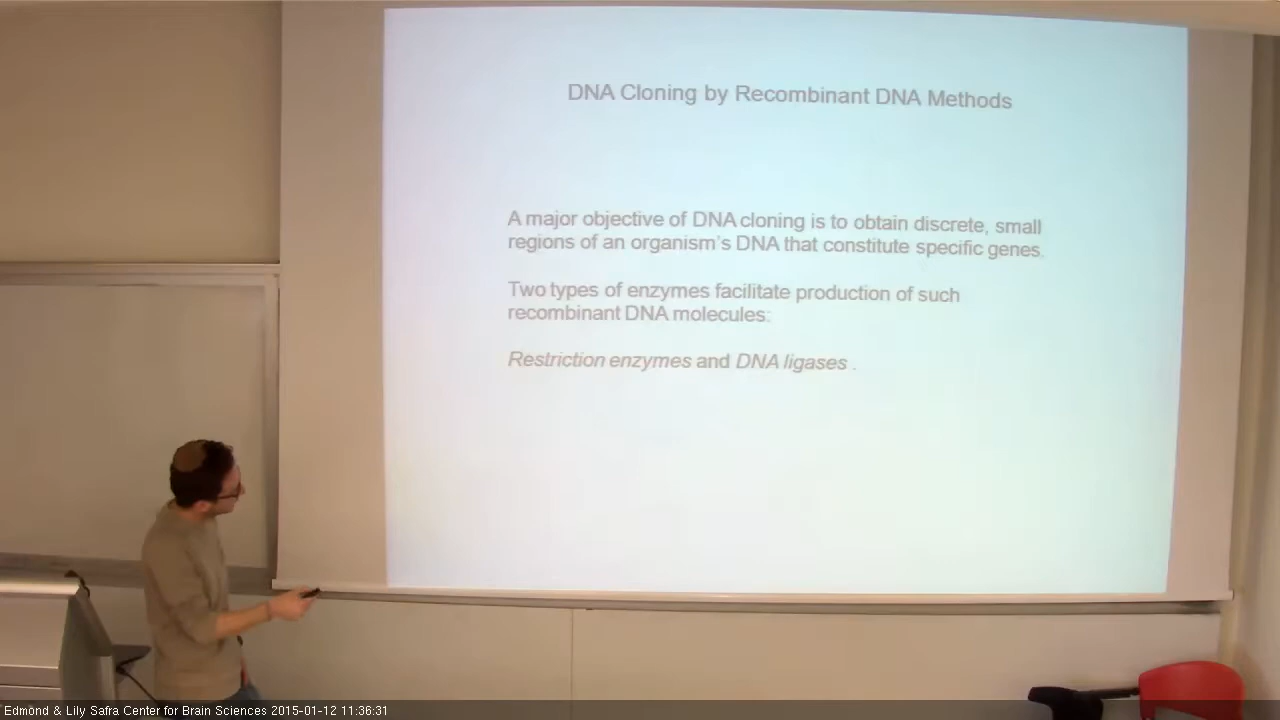 DNA Cloning by Recombinant DNA Methods
A major objective of DNA cloning is to obtain discrete, small
regions of an organism's DNA that constitute specific genes.
Two types of enzymes facilitate production of such
recombinant DNA molecules:
Restriction enzymes and DNA ligases .
Edmond & Lily Safra Center for Brain Sciences 2015-01-12 11:36:31